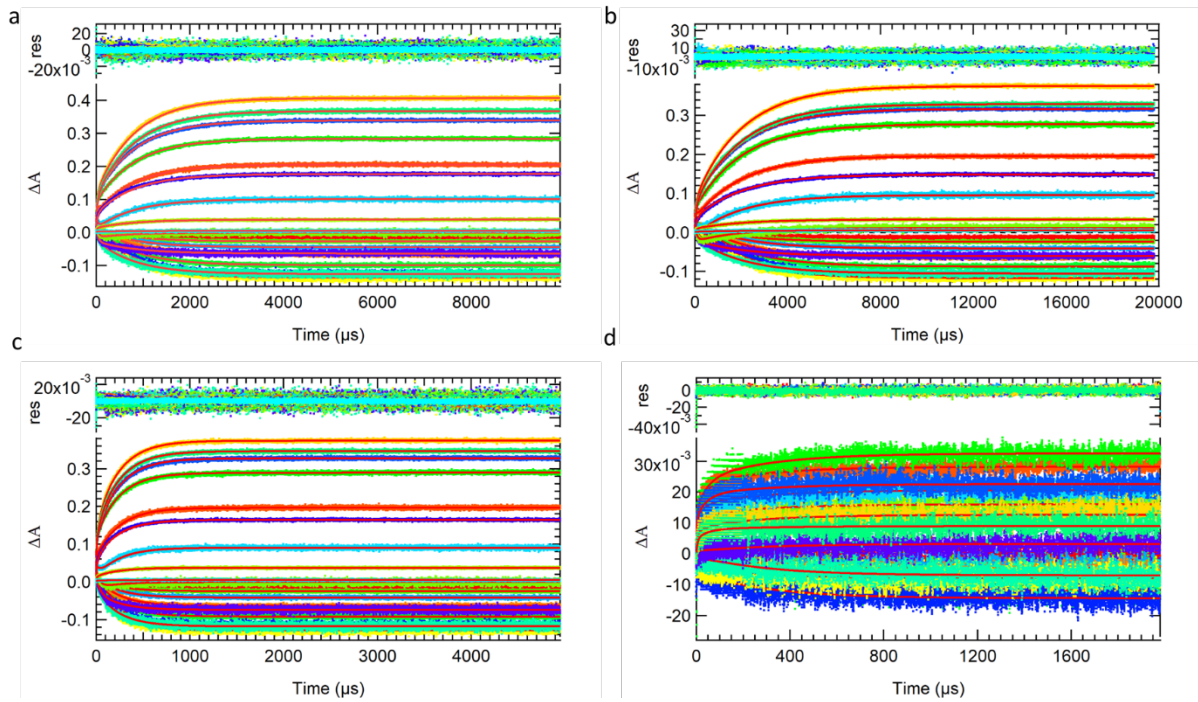 a
res
20
0
-20x10-3
ΔA
0.4
0.3
0.2
0.1
0.0
-0.1
0 2000 4000 6000 8000
Time (µs)
b
res
30
10
-10x10-3
ΔA
0.3
0.2
0.1
0.0
-0.1
0 4000 8000 12000 16000 20000
Time (µs)
c
res
20x10-3
-20
ΔA
0.3
0.2
0.1
0.0
-0.1
0 1000 2000 3000 4000
Time (µs)
d
res
0
-20
-40x10-3
ΔA
30x10-3
20
10
0
-10
-20
0 400 800 1200 1600
Time (µs)